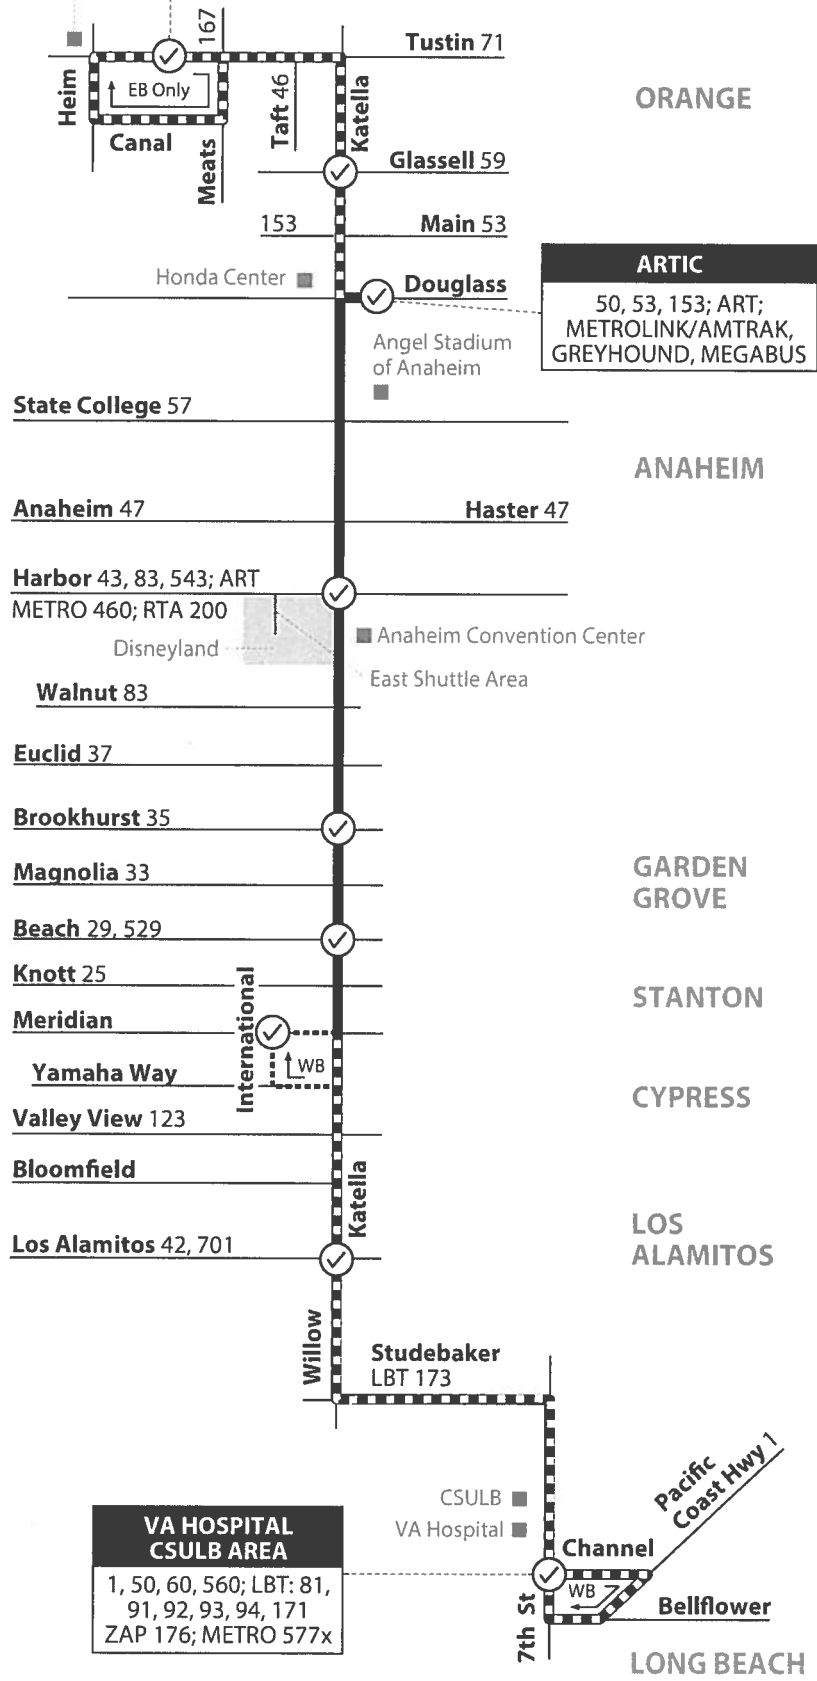 167
Tustin 71
Heim
EB Only
Taft 46
Katella
ORANGE
Canal
Meats
Glassell 59
153
Main 53
Honda Center
Douglass
ARTIC
50, 53, 153; ART;
METROLINK/AMTRAK,
GREYHOUND, MEGABUS
Angel Stadium
of Anaheim
State College 57
ANAHEIM
Anaheim 47
Haster 47
Harbor 43, 83, 543; ART
METRO 460; RTA 200
Anaheim Convention Center
Disneyland
East Shuttle Area
Walnut 83
Euclid 37
Brookhurst 35
Magnolia 33
GARDEN
GROVE
Beach 29, 529
Knott 25
International
STANTON
Meridian
WB
Yamaha Way
CYPRESS
Valley View 123
Bloomfield
Katella
Los Alamitos 42, 701
LOS
ALAMITOS
Willow
Studebaker
LBT 173
Pacific
Coast Hwy 1
CSULB
VA Hospital
VA HOSPITAL
CSULB AREA
1, 50, 60, 560; LBT: 81,
91, 92, 93, 94, 171
ZAP 176; METRO 577x
Channel
WB
7th St
Bellflower
LONG BEACH